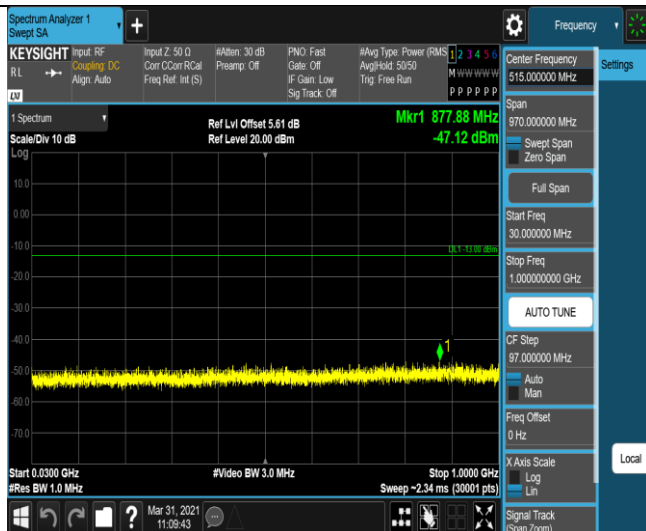 Spectrum Analyzer 1
Swept SA
+
Frequency
KEYSIGHT
RL
LXI
Input: RF
Coupling: DC
Align: Auto
Input Z: 50 Ω
Corr CCorr RCal
Freq Ref: Int (S)
#Atten: 30 dB
Preamp: Off
PNO: Fast
Gate: Off
IF Gain: Low
Sig Track: Off
#Avg Type: Power (RMS
Avg|Hold: 50/50
Trig: Free Run
1 2 3 4 5 6
M W W W W W
P P P P P P
1 Spectrum
Scale/Div 10 dB
Log
Ref Lvl Offset 5.61 dB
Ref Level 20.00 dBm
Mkr1 877.88 MHz
-47.12 dBm
10.0
0.00
-10.0
DL1 -13.00 dBm
-20.0
-30.0
-40.0
1
-50.0
-60.0
-70.0
Start 0.0300 GHz
#Res BW 1.0 MHz
#Video BW 3.0 MHz
Stop 1.0000 GHz
Sweep ~2.34 ms (30001 pts)
Mar 31, 2021
11:09:43
?
Center Frequency
515.000000 MHz
Span
970.000000 MHz
Swept Span
Zero Span
Full Span
Start Freq
30.000000 MHz
Stop Freq
1.000000000 GHz
AUTO TUNE
CF Step
97.000000 MHz
Auto
Man
Freq Offset
0 Hz
X Axis Scale
Log
Lin
Signal Track
(Span Zoom)
Settings
Local